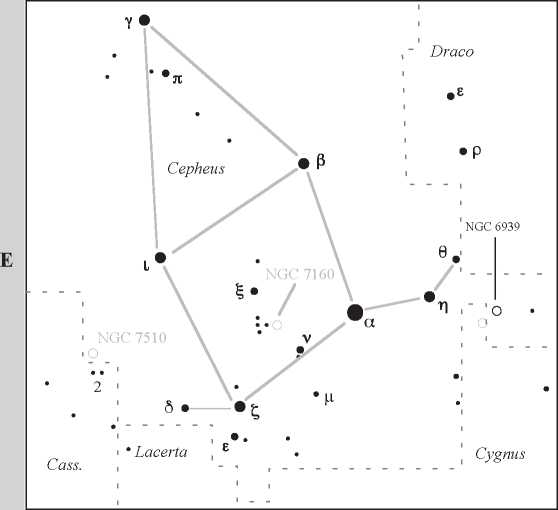 γ
π
Draco
ε
ρ
β
Cepheus
NGC 6939
θ
E
ι
NGC 7160
ξ
η
α
NGC 7510
ν
2
μ
δ
ζ
ε
Lacerta
Cass.
Cygnus